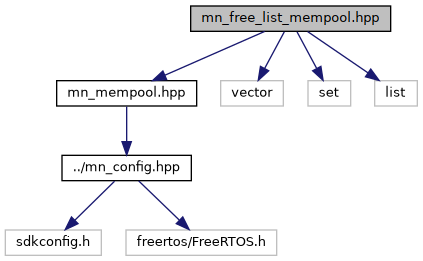 mn_free_list_mempool.hpp
mn_mempool.hpp
vector
set
list
../mn_config.hpp
sdkconfig.h
freertos/FreeRTOS.h